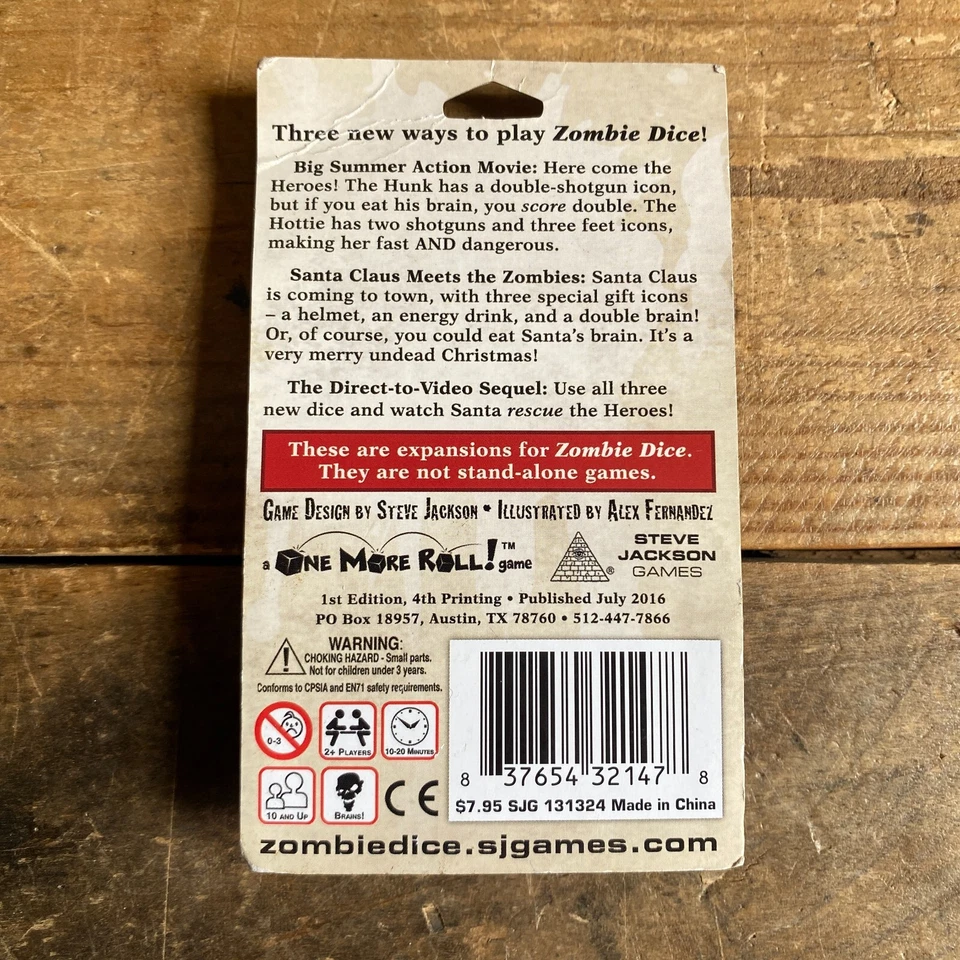 Three new ways to play Zombie Dice!
Big Summer Action Movie: Here come the
Heroes! The Hunk has a double-shotgun icon,
but if you eat his brain, you score double. The
Hottie has two shotguns and three feet icons,
making her fast AND dangerous.
Santa Claus Meets the Zombies: Santa Claus
is coming to town, with three special gift icons
– a helmet, an energy drink, and a double brain!
Or, of course, you could eat Santa's brain. It's a
very merry undead Christmas!
The Direct-to-Video Sequel: Use all three
new dice and watch Santa rescue the Heroes!
These are expansions for Zombie Dice.
They are not stand-alone games.
GAME DESIGN BY STEVE JACKSON * ILLUSTRATED BY ALEX FERNANDEZ
a ONE MORE ROLL!™ game
STEVE
JACKSON
GAMES
®
1st Edition, 4th Printing • Published July 2016
PO Box 18957, Austin, TX 78760 • 512-447-7866
WARNING:
CHOKING HAZARD - Small parts.
Not for children under 3 years.
Conforms to CPSIA and EN71 safety requirements.
0-3
2+ PLAYERS
10-20 MINUTES
10 AND UP
BRAINS!
CE
8 37654 32147 8
$7.95 SJG 131324 Made in China
zombiedice.sjgames.com